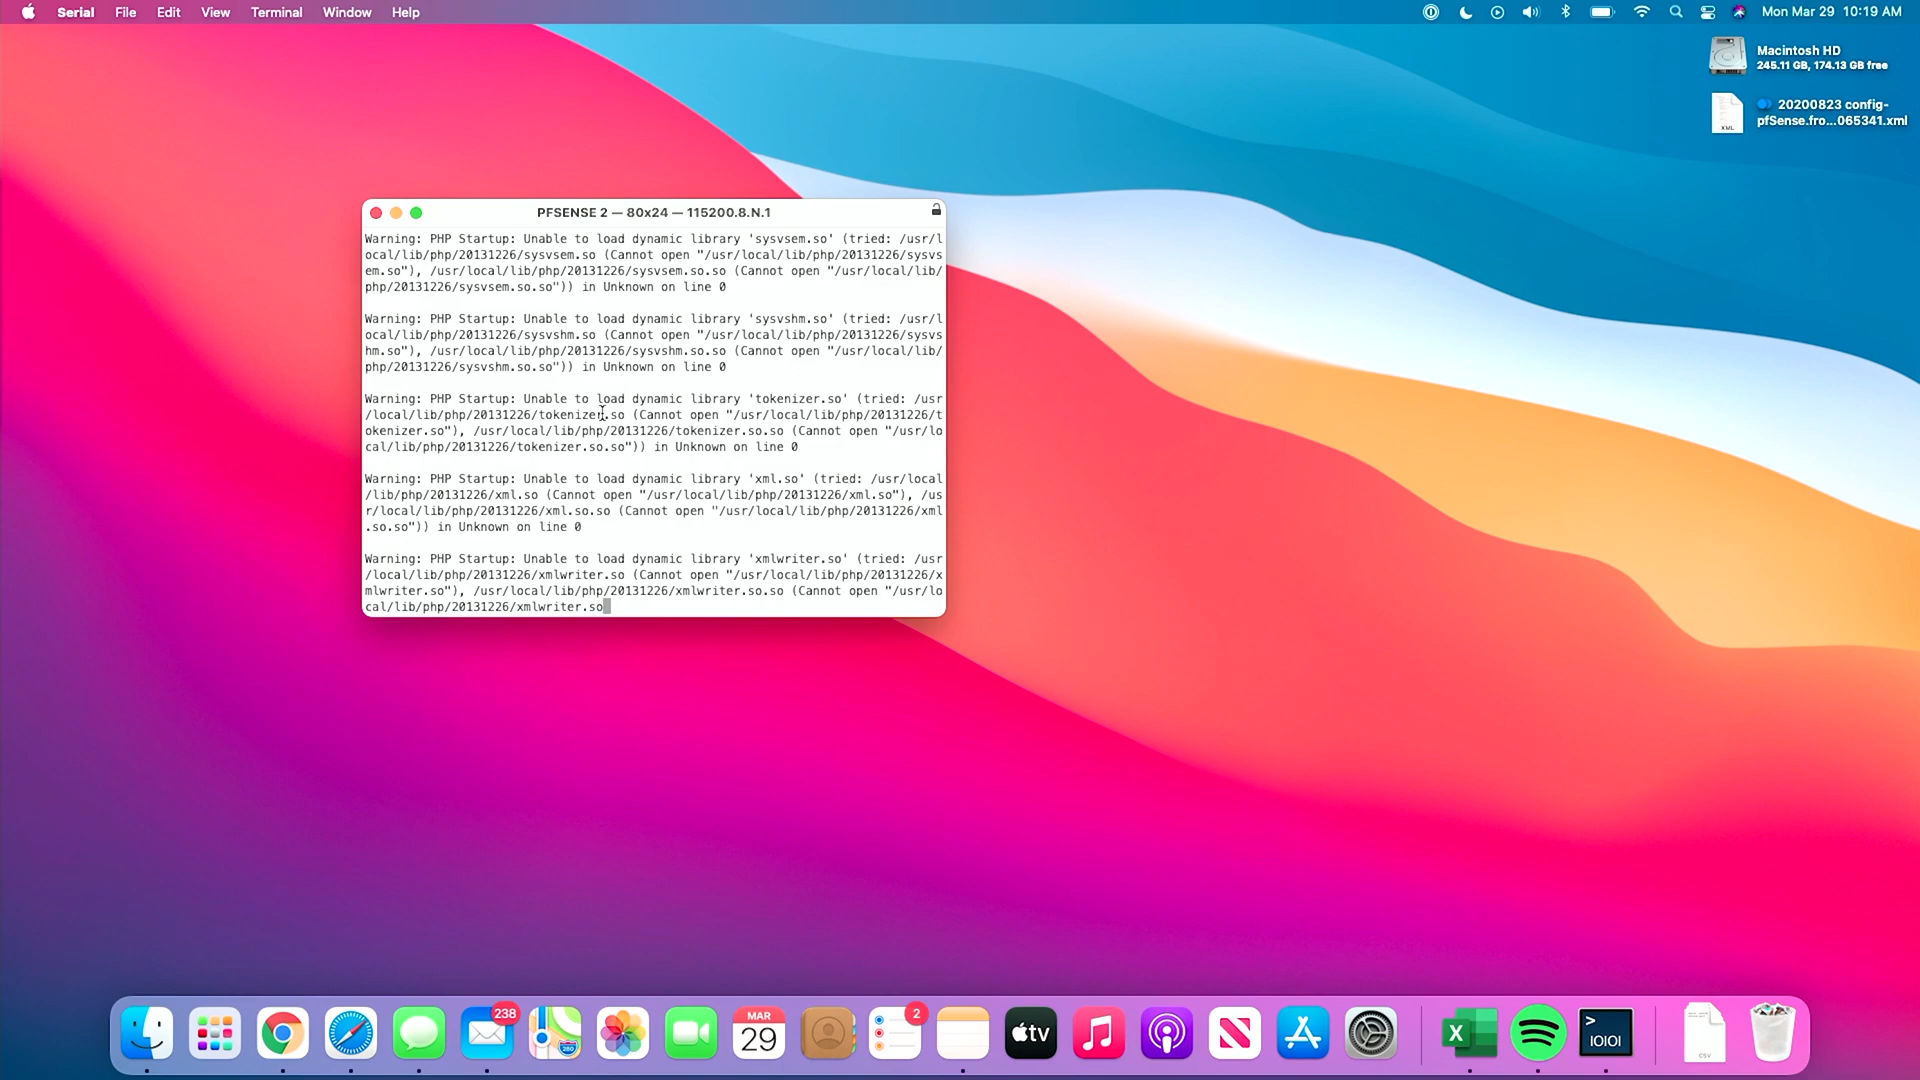 Serial File Edit View Terminal Window Help
Mon Mar 29 10:19 AM
Macintosh HD
245.11 GB, 174.13 GB free
20200823 config-
pfSense.fro...065341.xml
XML
PFSENSE 2 — 80x24 — 115200.8.N.1
Warning: PHP Startup: Unable to load dynamic library 'sysvsem.so' (tried: /usr/l
ocal/lib/php/20131226/sysvsem.so (Cannot open "/usr/local/lib/php/20131226/sysvs
em.so"), /usr/local/lib/php/20131226/sysvsem.so.so (Cannot open "/usr/local/lib/
php/20131226/sysvsem.so.so")) in Unknown on line 0
Warning: PHP Startup: Unable to load dynamic library 'sysvshm.so' (tried: /usr/l
ocal/lib/php/20131226/sysvshm.so (Cannot open "/usr/local/lib/php/20131226/sysvs
hm.so"), /usr/local/lib/php/20131226/sysvshm.so.so (Cannot open "/usr/local/lib/
php/20131226/sysvshm.so.so")) in Unknown on line 0
Warning: PHP Startup: Unable to load dynamic library 'tokenizer.so' (tried: /usr
/local/lib/php/20131226/tokenizer.so (Cannot open "/usr/local/lib/php/20131226/t
okenizer.so"), /usr/local/lib/php/20131226/tokenizer.so.so (Cannot open "/usr/lo
cal/lib/php/20131226/tokenizer.so.so")) in Unknown on line 0
Warning: PHP Startup: Unable to load dynamic library 'xml.so' (tried: /usr/local
/lib/php/20131226/xml.so (Cannot open "/usr/local/lib/php/20131226/xml.so"), /us
r/local/lib/php/20131226/xml.so.so (Cannot open "/usr/local/lib/php/20131226/xml
.so.so")) in Unknown on line 0
Warning: PHP Startup: Unable to load dynamic library 'xmlwriter.so' (tried: /usr
/local/lib/php/20131226/xmlwriter.so (Cannot open "/usr/local/lib/php/20131226/x
mlwriter.so"), /usr/local/lib/php/20131226/xmlwriter.so.so (Cannot open "/usr/lo
cal/lib/php/20131226/xmlwriter.so
238
280
MAR
29
2
tv
X
>
IOIOI
CSV